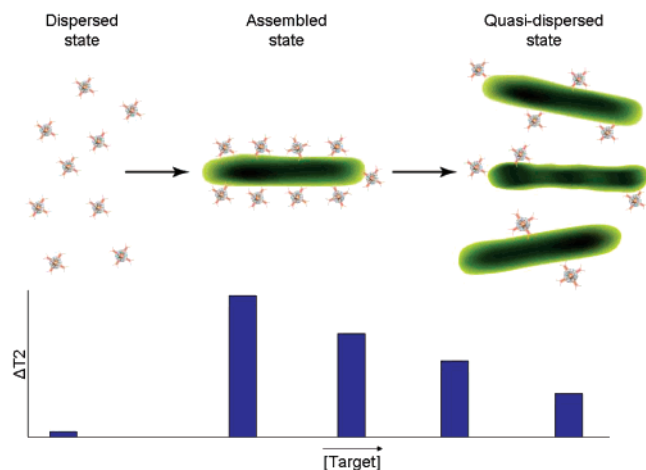 Dispersed
state
Assembled
state
Quasi-dispersed
state
ΔT2
[Target]